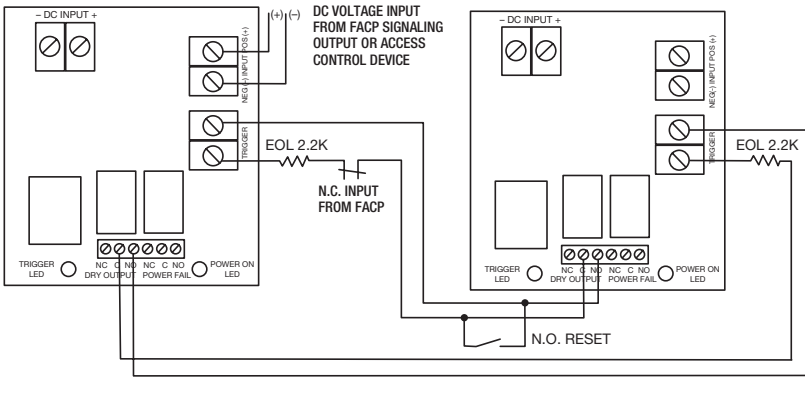 – DC INPUT +
(+) (–)
DC VOLTAGE INPUT
FROM FACP SIGNALING
OUTPUT OR ACCESS
CONTROL DEVICE
NEG(–) INPUT POS (+)
TRIGGER
EOL 2.2K
N.C. INPUT
FROM FACP
TRIGGER
LED
NC C NO NC C NO
DRY OUTPUT POWER FAIL
POWER ON
LED
– DC INPUT +
NEG(–) INPUT POS (+)
TRIGGER
EOL 2.2K
TRIGGER
LED
NC C NO NC C NO
DRY OUTPUT POWER FAIL
POWER ON
LED
N.O. RESET